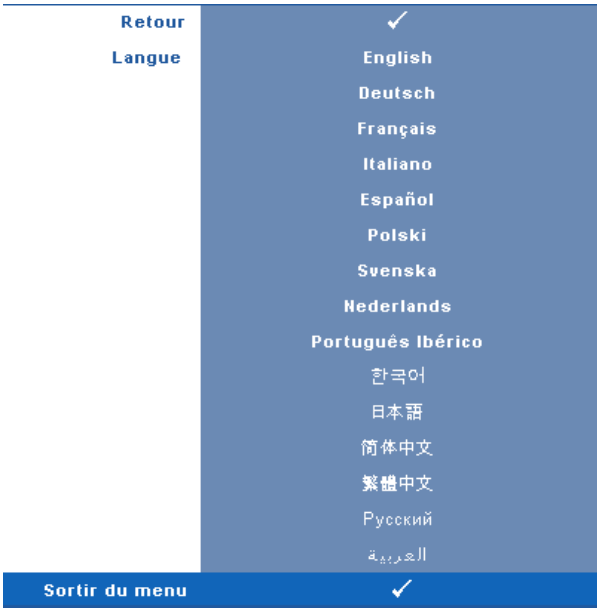 Retour ✓
Langue English
Deutsch
Français
Italiano
Español
Polski
Svenska
Nederlands
Português Ibérico
한국어
日本語
简体中文
繁體中文
Русский
العربية
Sortir du menu ✓